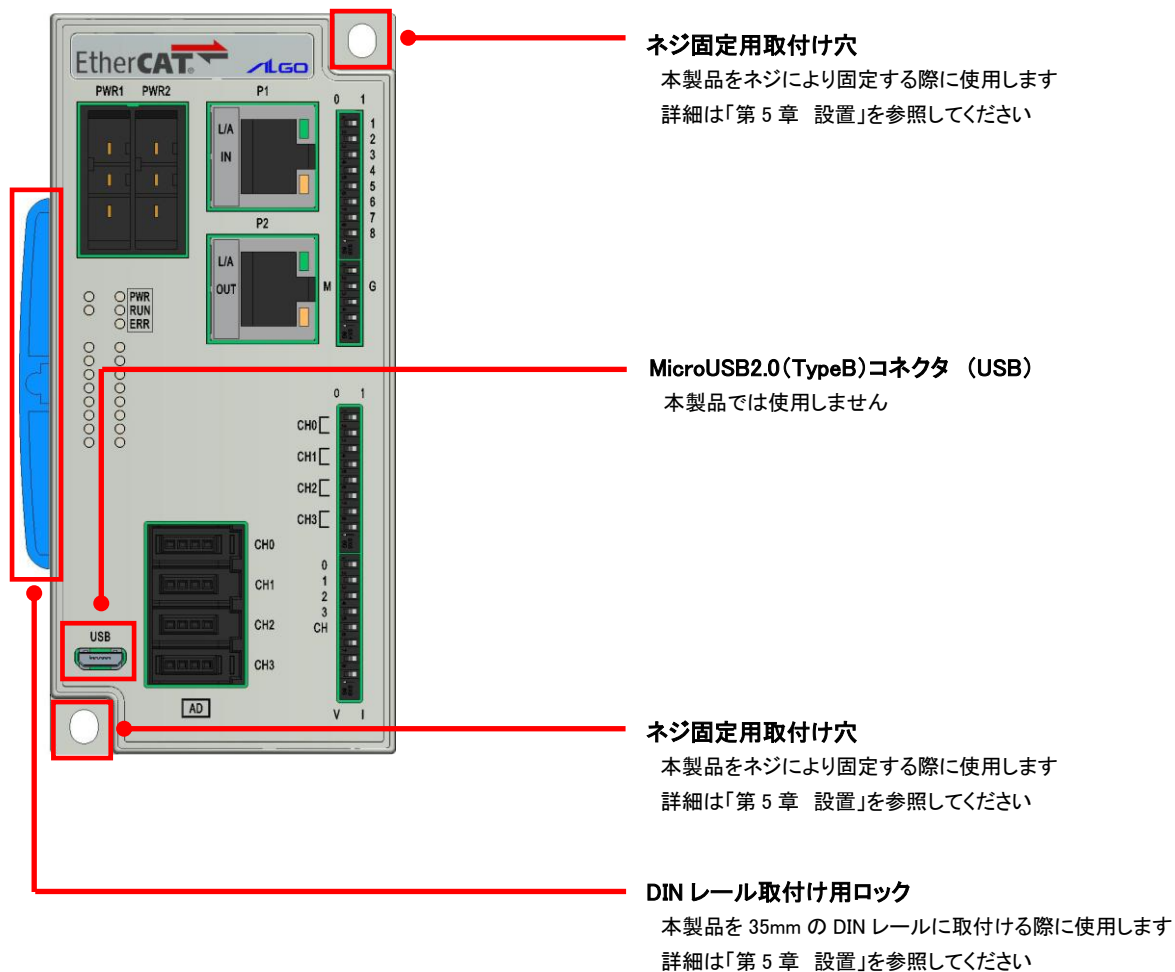 EtherCAT®
ALGO
PWR1 PWR2
P1
L/A
IN
0 1
1
2
3
4
5
6
7
8
P2
L/A
OUT
M
G
PWR
RUN
ERR
0 1
CH0
CH1
CH2
CH3
CH0
CH1
CH2
CH3
AD
0
1
2
3
CH
V I
USB
ネジ固定用取付け穴
本製品をネジにより固定する際に使用します
詳細は「第 5 章 設置」を参照してください
MicroUSB2.0(TypeB)コネクタ (USB)
本製品では使用しません
ネジ固定用取付け穴
本製品をネジにより固定する際に使用します
詳細は「第 5 章 設置」を参照してください
DIN レール取付け用ロック
本製品を 35mm の DIN レールに取付ける際に使用します
詳細は「第 5 章 設置」を参照してください